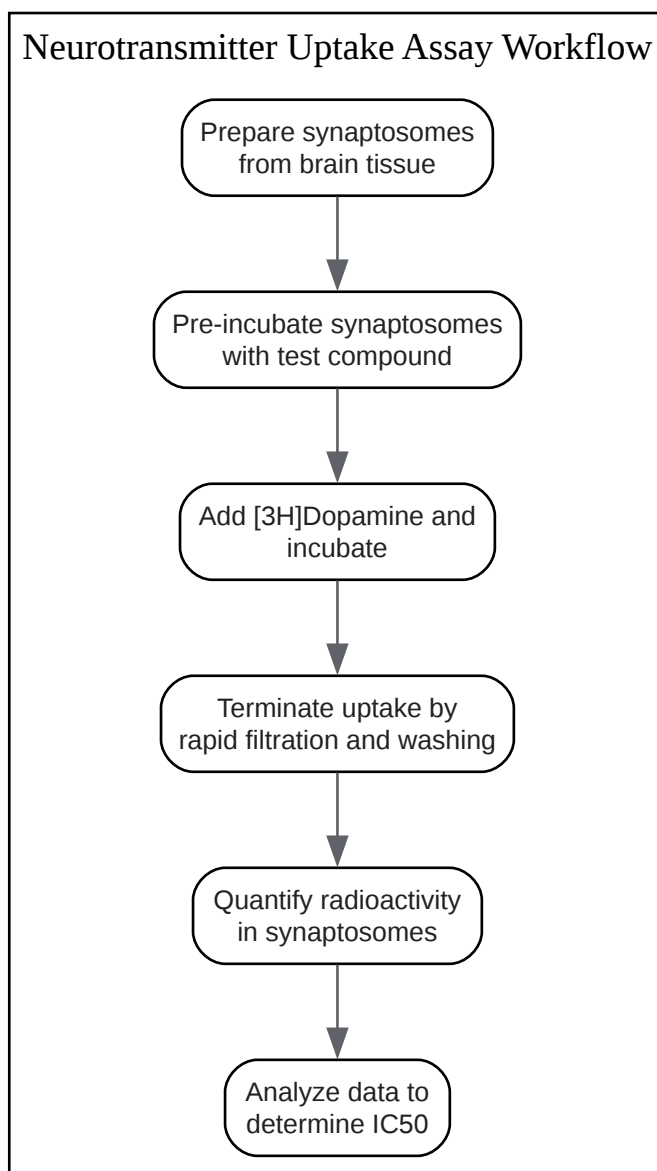 Neurotransmitter Uptake Assay Workflow
Prepare synaptosomes
from brain tissue
Pre-incubate synaptosomes
with test compound
Add [3H]Dopamine and
incubate
Terminate uptake by
rapid filtration and washing
Quantify radioactivity
in synaptosomes
Analyze data to
determine IC50